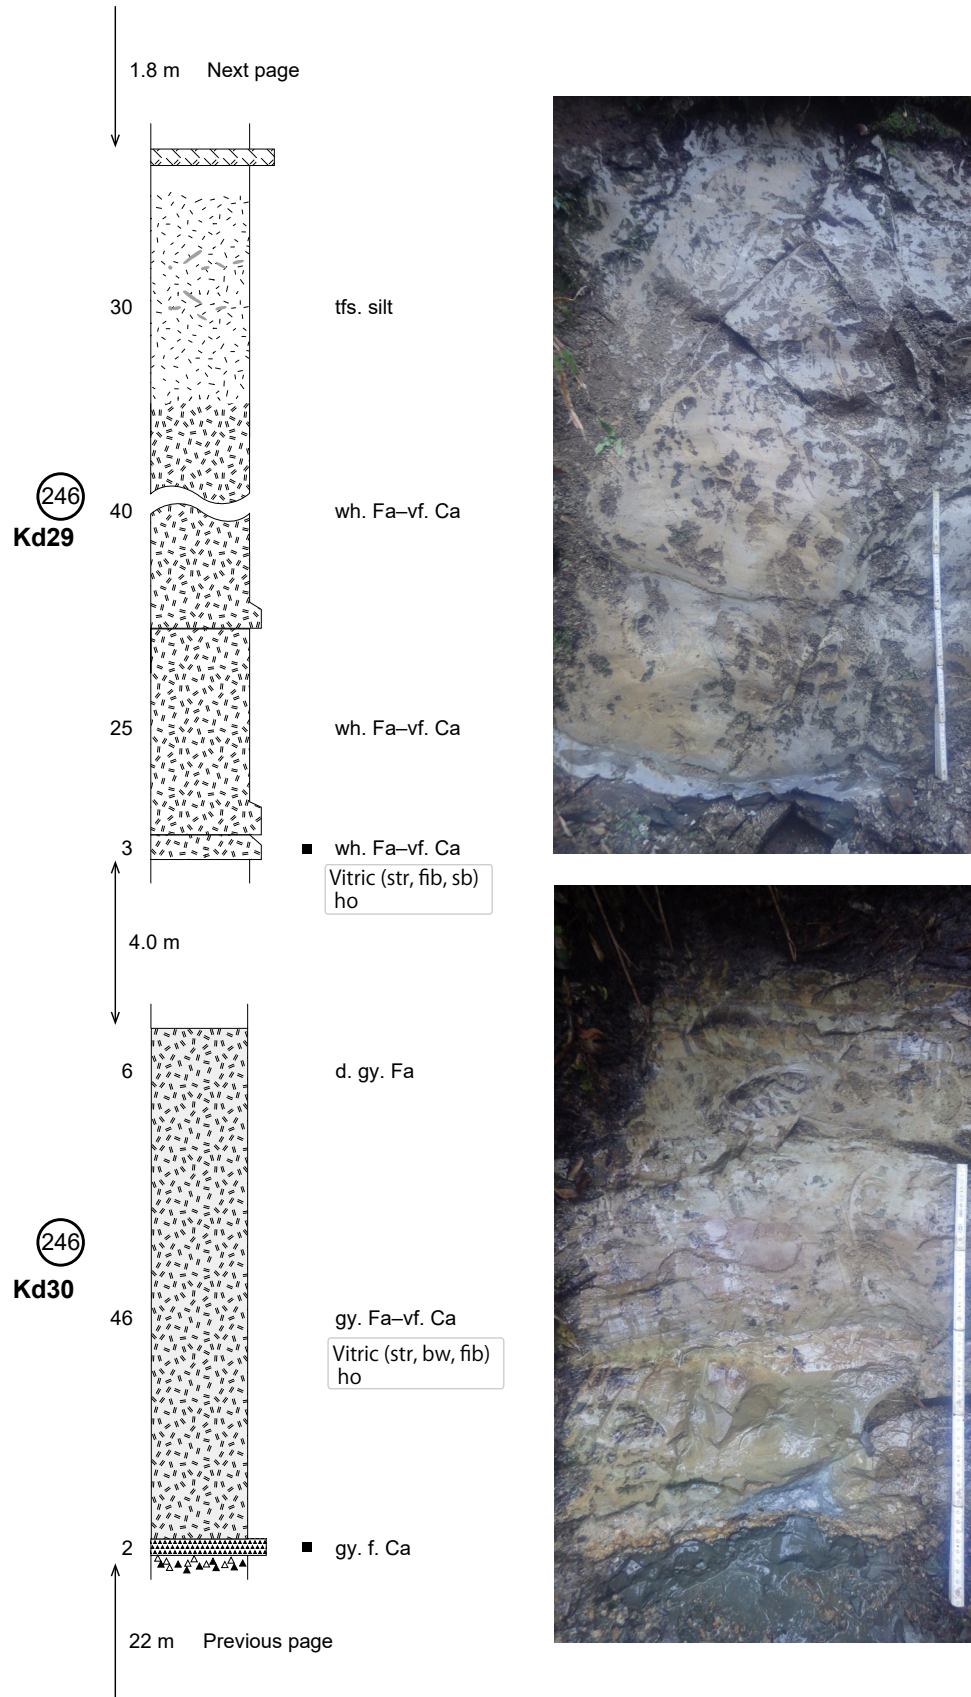 1.8 m Next page
30 tfs. silt
246
Kd29
40 wh. Fa–vf. Ca
25 wh. Fa–vf. Ca
3 wh. Fa–vf. Ca
Vitric (str, fib, sb)
ho
4.0 m
6 d. gy. Fa
246
Kd30
46 gy. Fa–vf. Ca
Vitric (str, bw, fib)
ho
2 gy. f. Ca
22 m Previous page